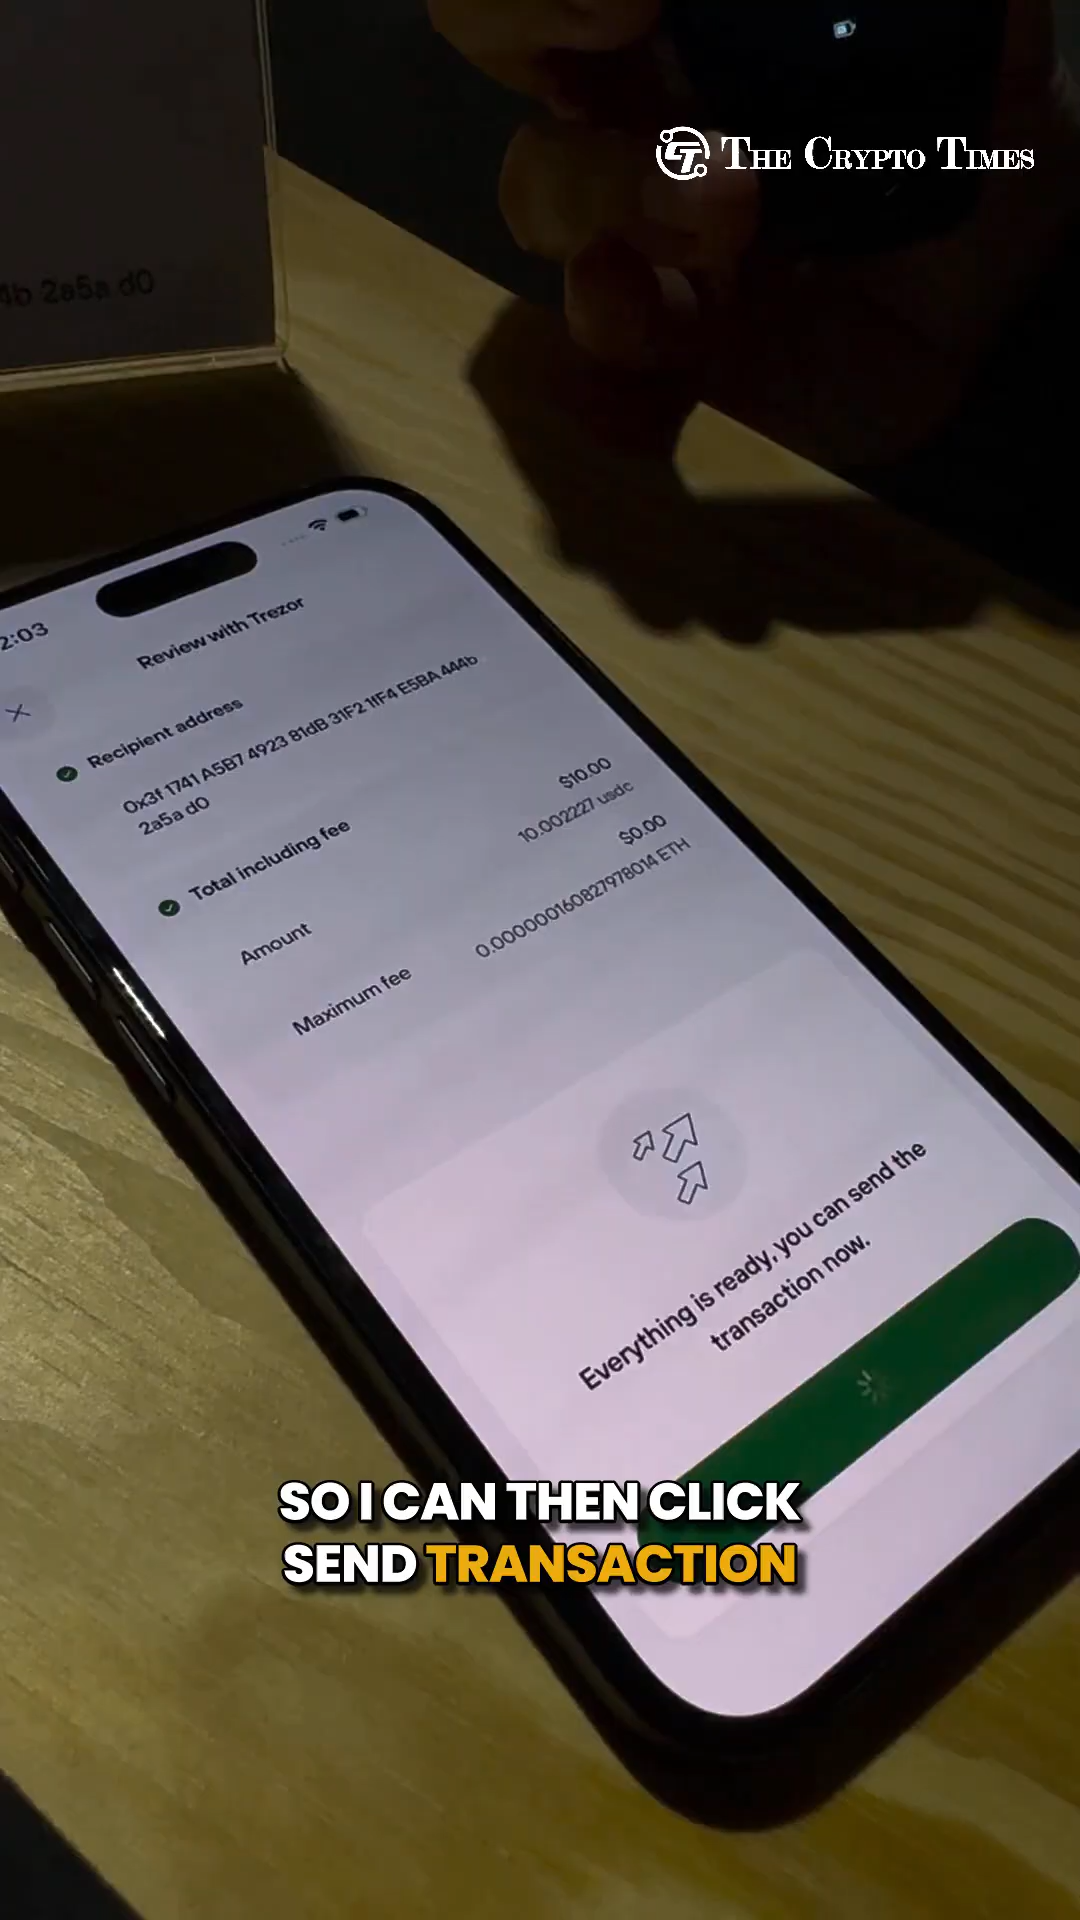 THE CRYPTO TIMES
4b 2a5a d0
2:03
Review with Trezor
Recipient address
0x3f 1741 A5B7 4923 81dB 31F2 1fF4 E5BA 444b
2a5a d0
Total including fee
Amount
$10.00
10.002227 usdc
Maximum fee
$0.00
0.000000160827978014 ETH
Everything is ready, you can send the
transaction now.
SO I CAN THEN CLICK
SEND TRANSACTION